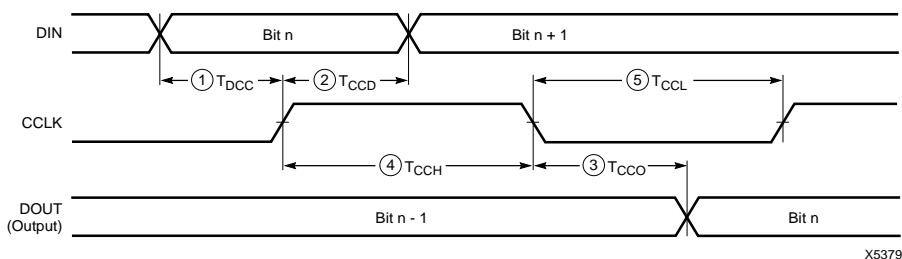 DIN
Bit n
Bit n + 1
1 TDCC
2 TCCD
5 TCCL
CCLK
4 TCCH
3 TCCO
DOUT
(Output)
Bit n - 1
Bit n
X5379